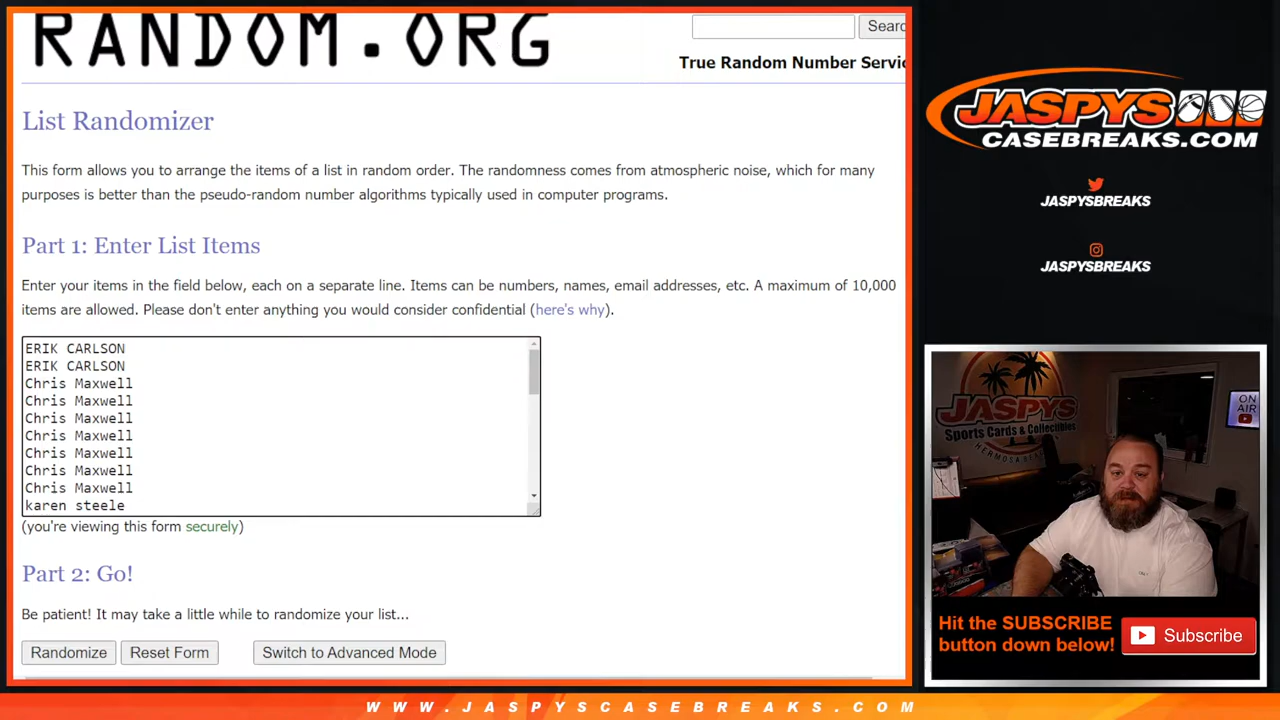 RANDOM.ORG
Searc
True Random Number Servic
List Randomizer
This form allows you to arrange the items of a list in random order. The randomness comes from atmospheric noise, which for many
purposes is better than the pseudo-random number algorithms typically used in computer programs.
Part 1: Enter List Items
Enter your items in the field below, each on a separate line. Items can be numbers, names, email addresses, etc. A maximum of 10,000
items are allowed. Please don't enter anything you would consider confidential (here's why).
ERIK CARLSON
ERIK CARLSON
Chris Maxwell
Chris Maxwell
Chris Maxwell
Chris Maxwell
Chris Maxwell
Chris Maxwell
Chris Maxwell
karen steele
(you're viewing this form securely)
Part 2: Go!
Be patient! It may take a little while to randomize your list...
Randomize
Reset Form
Switch to Advanced Mode
JASPYS
CASEBREAKS.COM
JASPYSBREAKS
JASPYSBREAKS
JASPYS
Sports Cards & Collectibles
HERMOSA BEACH
ON
AIR
Hit the SUBSCRIBE
button down below!
Subscribe
WWW.JASPYSCASEBREAKS.COM